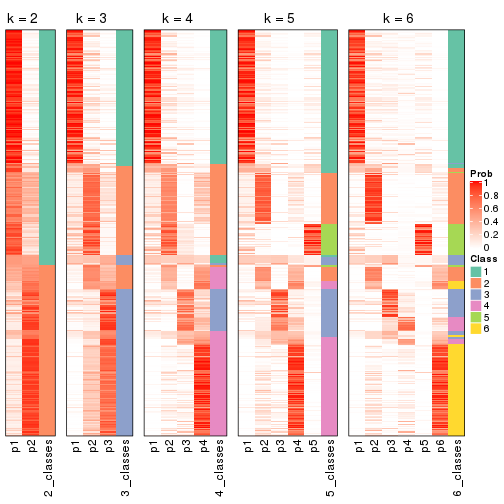 k = 2
k = 3
k = 4
k = 5
k = 6
p1
p2
2_classes
p1
p2
p3
3_classes
p1
p2
p3
p4
4_classes
p1
p2
p3
p4
p5
5_classes
p1
p2
p3
p4
p5
p6
6_classes
Prob
1
0.8
0.6
0.4
0.2
0
Class
1
2
3
4
5
6